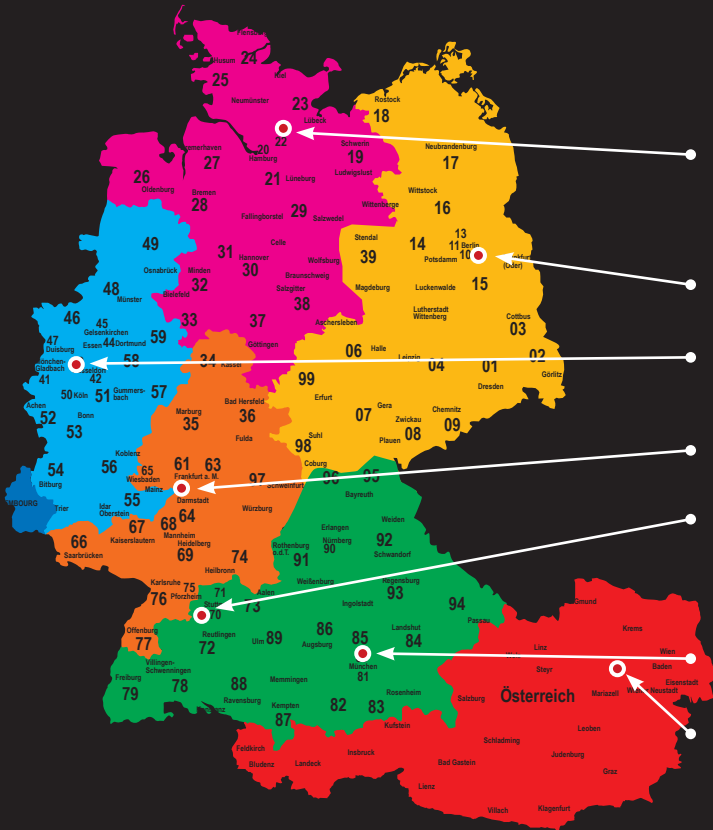 Flensburg
24
Husum
25
Kiel
Neumünster
23
Lübeck
Rostock
18
22
20
Hamburg
Schwerin
19
Ludwigslust
Neubrandenburg
17
27
21
Lüneburg
26
Oldenburg
Bremen
28
Wittstock
16
Wittenberge
Fallingbostel
29
Salzwedel
49
Osnabrück
Celle
31
Hannover
30
Wolfsburg
Stendal
39
14
13
11 Berlin
10
Potsdamm
(Oder)
Minden
32
Braunschweig
Salzgitter
38
Magdeburg
Luckenwalde
15
48
Münster
Bielefeld
33
37
Göttingen
Aschersleben
Lutherstadt
Wittenberg
Cottbus
03
46
45
Gelsenkirchen
47
Duisburg
Essen
44
Dortmund
59
58
34
Kassel
06
Halle
Leipzig
04
01
Dresden
02
Görlitz
Gladbach
41
42
50
Köln
51
Gummers-
bach
57
99
Erfurt
Achen
52
Bonn
53
Marburg
35
Bad Hersfeld
36
Fulda
07
Gera
Zwickau
08
Plauen
Chemnitz
09
Suhl
98
Coburg
54
Bitburg
56
Koblenz
65
Wiesbaden
Mainz
61
63
Frankfurt a. M.
97
Schweinfurt
96
95
Bayreuth
Trier
Idar
Oberstein
55
Darmstadt
64
Würzburg
66
Saarbrücken
67
Kaiserslautern
68
Mannheim
Heidelberg
69
Heilbronn
74
Rothenburg
o.d.T.
91
Erlangen
Nürnberg
90
Weiden
92
Schwandorf
Karlsruhe
76
75
Pforzheim
71
70
Aalen
73
Weißenburg
Ingolstadt
Regensburg
93
94
Passau
Offenburg
77
Reutlingen
72
Ulm
89
86
Augsburg
85
München
81
Landshut
84
Villingen-
Schwenningen
78
Freiburg
79
88
Ravensburg
Memmingen
Kempten
87
82
83
Rosenheim
Kufstein
Gmund
Krems
Linz
Steyr
Wien
Baden
Eisenstadt
Mariazell
Wiener Neustadt
Salzburg
Österreich
Leoben
Schladming
Judenburg
Graz
Feldkirch
Bludenz
Landeck
Insbruck
Bad Gastein
Lienz
Villach
Klagenfurt